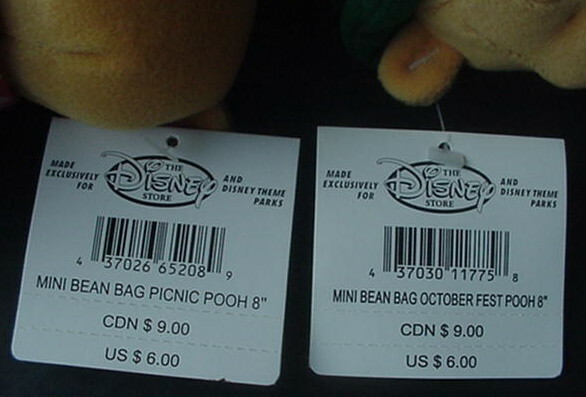 MADE
EXCLUSIVELY
FOR
THE
DISNEY
STORE
AND
DISNEY THEME
PARKS
4 37026 65208 9
MINI BEAN BAG PICNIC POOH 8"
CDN $ 9.00
US $ 6.00
MADE
EXCLUSIVELY
FOR
THE
DISNEY
STORE
AND
DISNEY THEME
PARKS
4 37030 11775 8
MINI BEAN BAG OCTOBER FEST POOH 8"
CDN $ 9.00
US $ 6.00